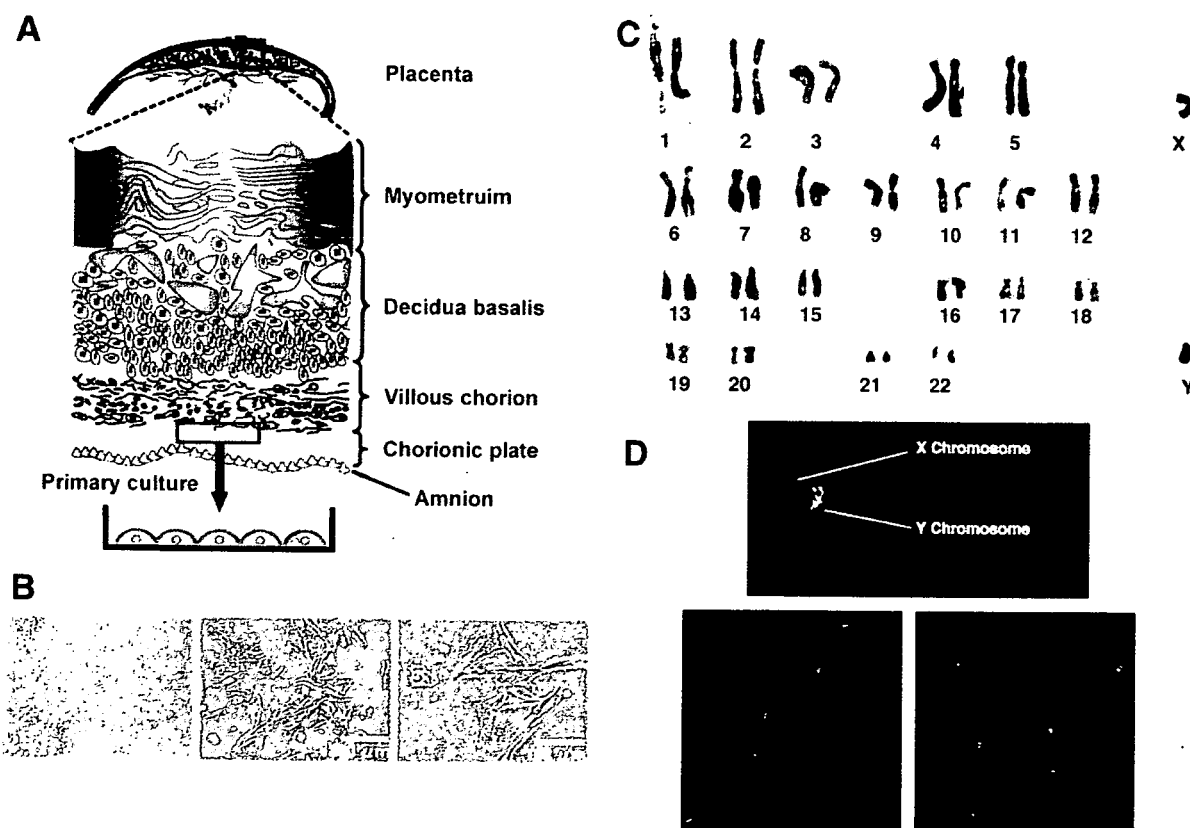 A
Placenta
Myometruim
Decidua basalis
Villous chorion
Chorionic plate
Primary culture
Amnion
B
C
1 2 3 4 5 X
6 7 8 9 10 11 12
13 14 15 16 17 18
19 20 21 22 Y
D
X Chromosome
Y Chromosome